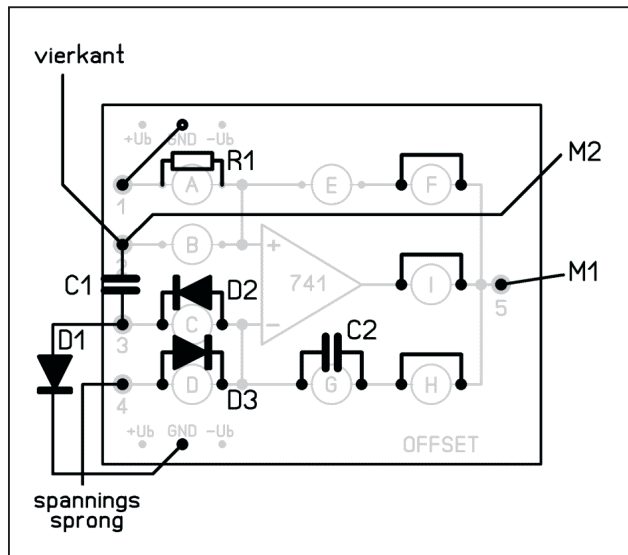 vierkant
+Ub GND -Ub
R1
M2
A
E
F
1
B
+
2
C1
741
I
M1
5
D2
C
-
C2
3
D1
D
G
H
D3
4
+Ub GND -Ub
OFFSET
spannings
sprong